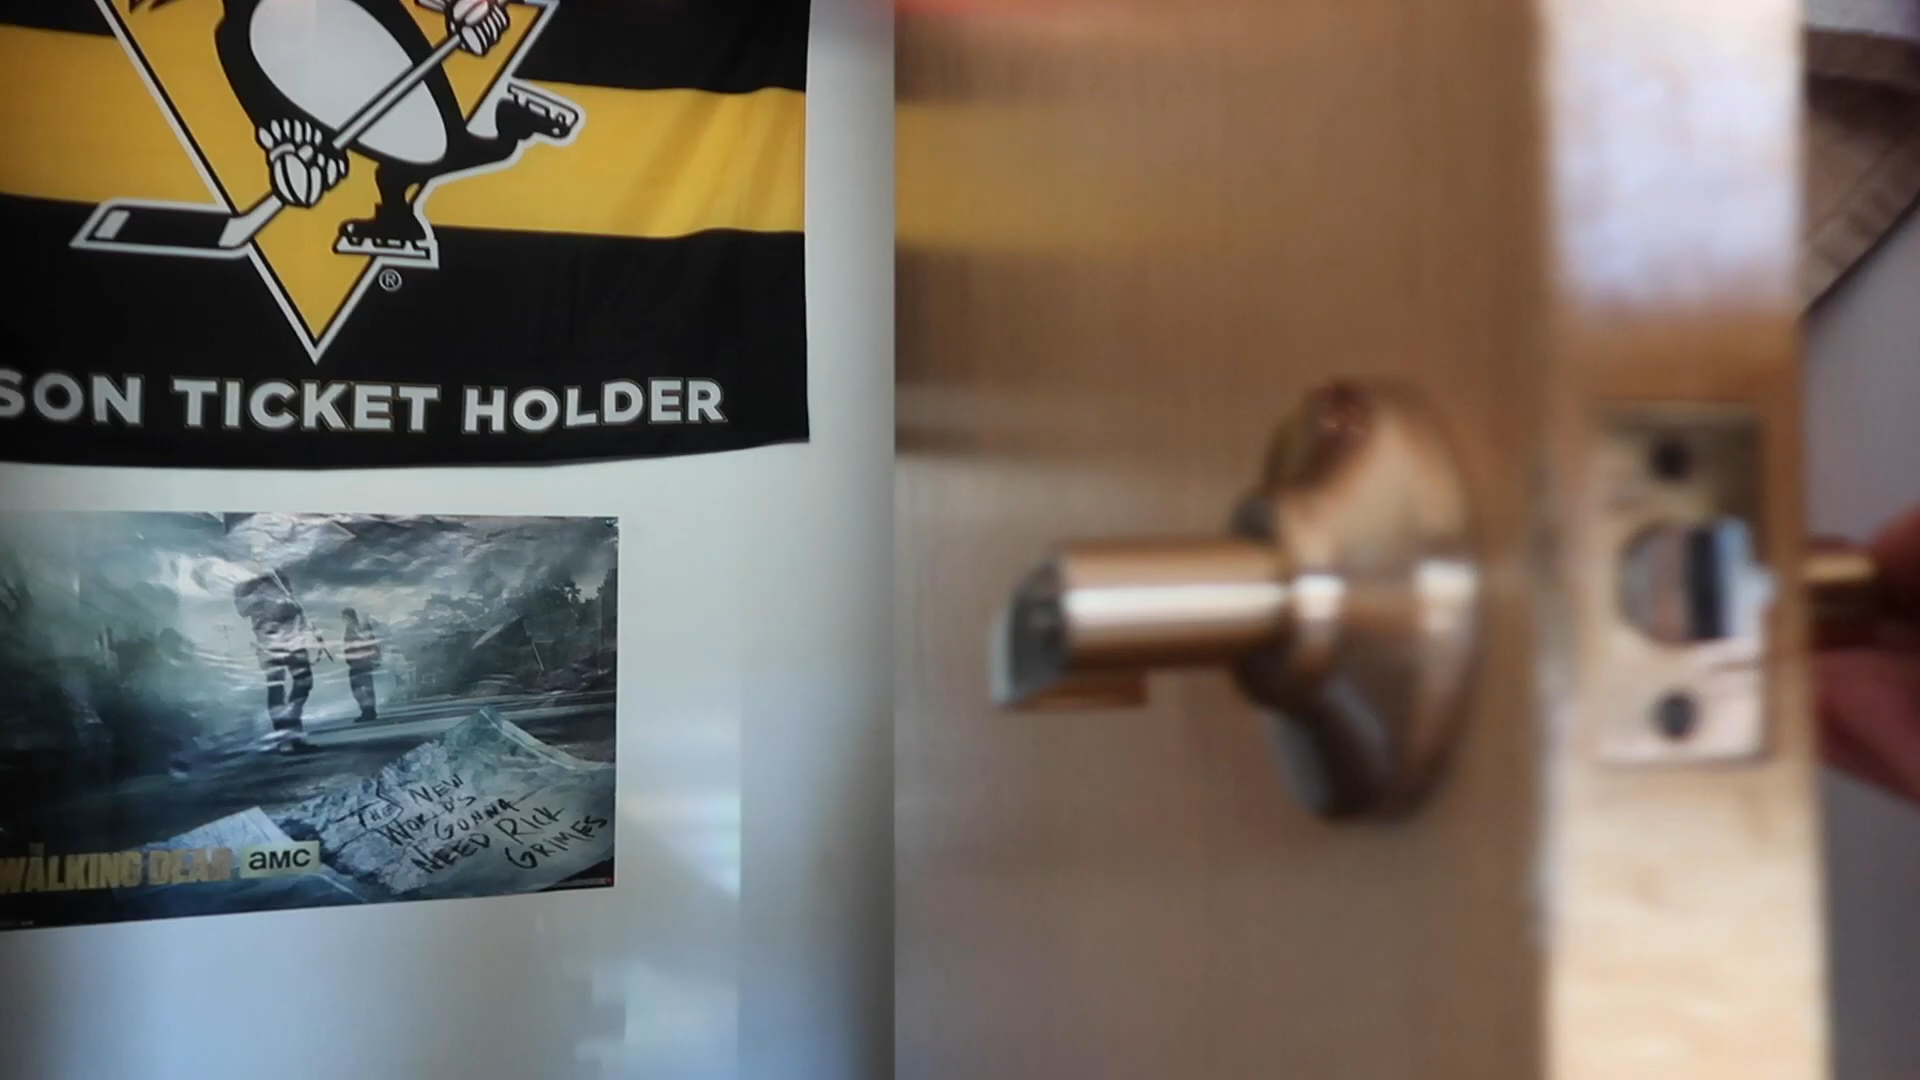 ®
SON TICKET HOLDER
THE NEW
WORLD'S
GONNA
NEED RICK
GRIMES
WALKING DEAD amc